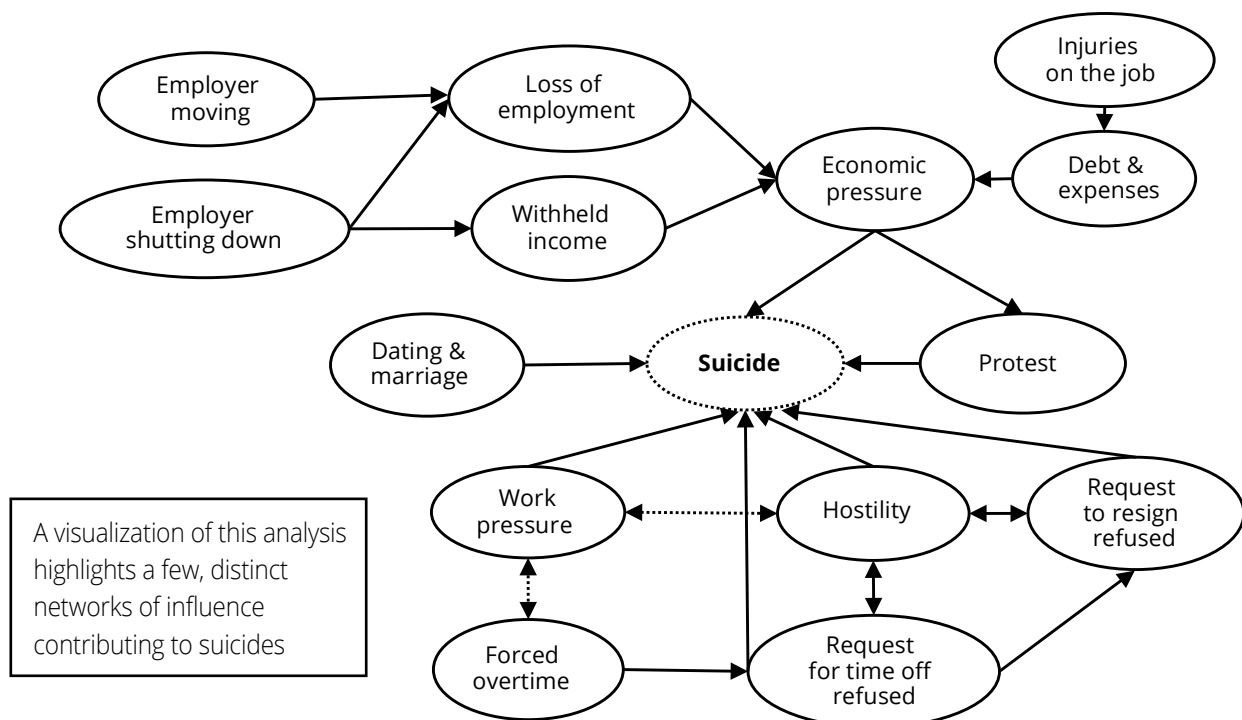 Employer
moving
Loss of
employment
Injuries
on the job
Employer
shutting down
Withheld
income
Economic
pressure
Debt &
expenses
Dating &
marriage
Suicide
Protest
Work
pressure
Hostility
Request
to resign
refused
Forced
overtime
Request
for time off
refused
A visualization of this analysis
highlights a few, distinct
networks of influence
contributing to suicides